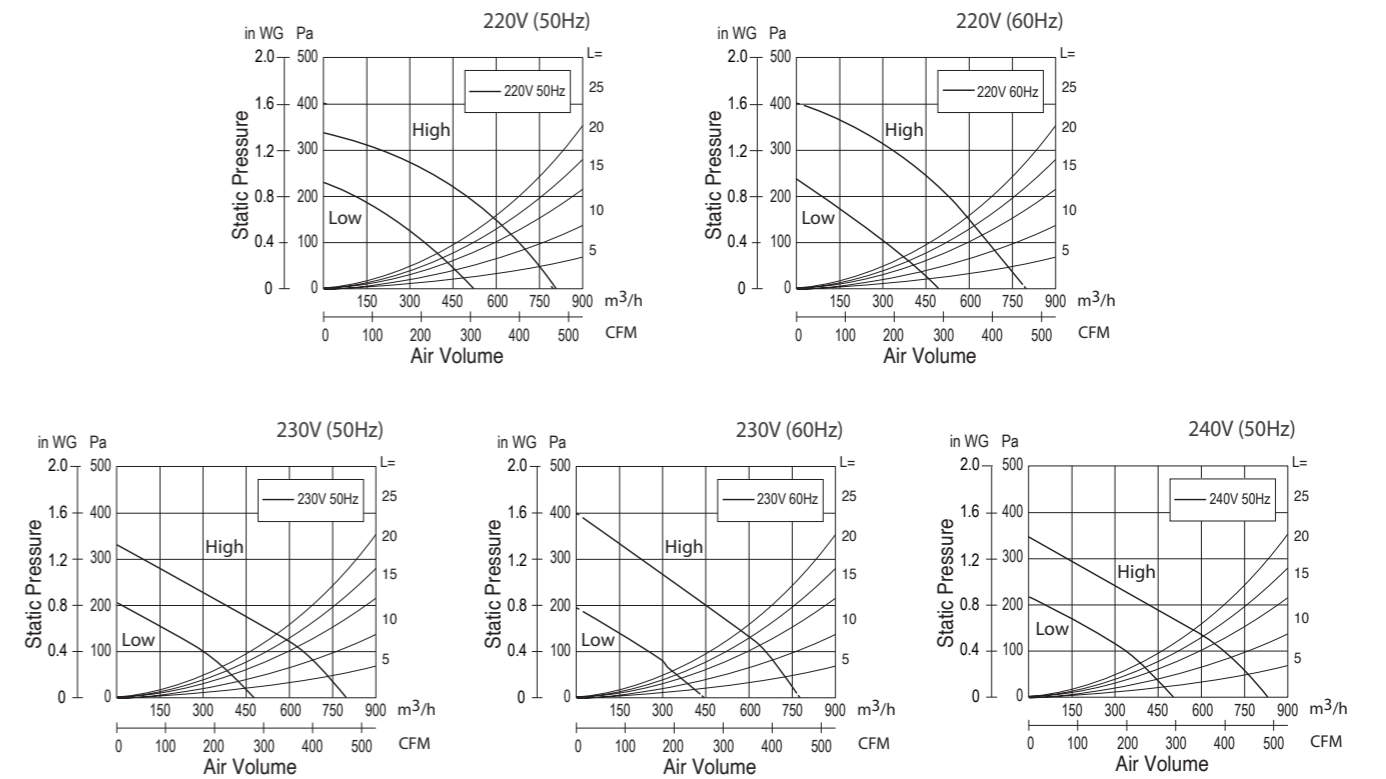 220V (50Hz)
in WG Pa
L=
2.0 500
220V 50Hz
25
1.6 400
High
20
1.2 300
15
0.8 200
Low
10
0.4 100
5
0 0
150 300 450 600 750 900 m³/h
0 100 200 300 400 500 CFM
Static Pressure
Air Volume
220V (60Hz)
in WG Pa
L=
2.0 500
220V 60Hz
25
1.6 400
High
20
1.2 300
15
0.8 200
Low
10
0.4 100
5
0 0
150 300 450 600 750 900 m³/h
0 100 200 300 400 500 CFM
Static Pressure
Air Volume
230V (50Hz)
in WG Pa
L=
2.0 500
230V 50Hz
25
1.6 400
20
High
1.2 300
15
0.8 200
10
Low
0.4 100
5
0 0
150 300 450 600 750 900 m³/h
0 100 200 300 400 500 CFM
Static Pressure
Air Volume
230V (60Hz)
in WG Pa
L=
2.0 500
230V 60Hz
25
1.6 400
20
High
1.2 300
15
0.8 200
10
Low
0.4 100
5
0 0
150 300 450 600 750 900 m³/h
0 100 200 300 400 500 CFM
Static Pressure
Air Volume
240V (50Hz)
in WG Pa
L=
2.0 500
240V 50Hz
25
1.6 400
20
1.2 300
High
15
0.8 200
10
Low
0.4 100
5
0 0
150 300 450 600 750 900 m³/h
0 100 200 300 400 500 CFM
Static Pressure
Air Volume